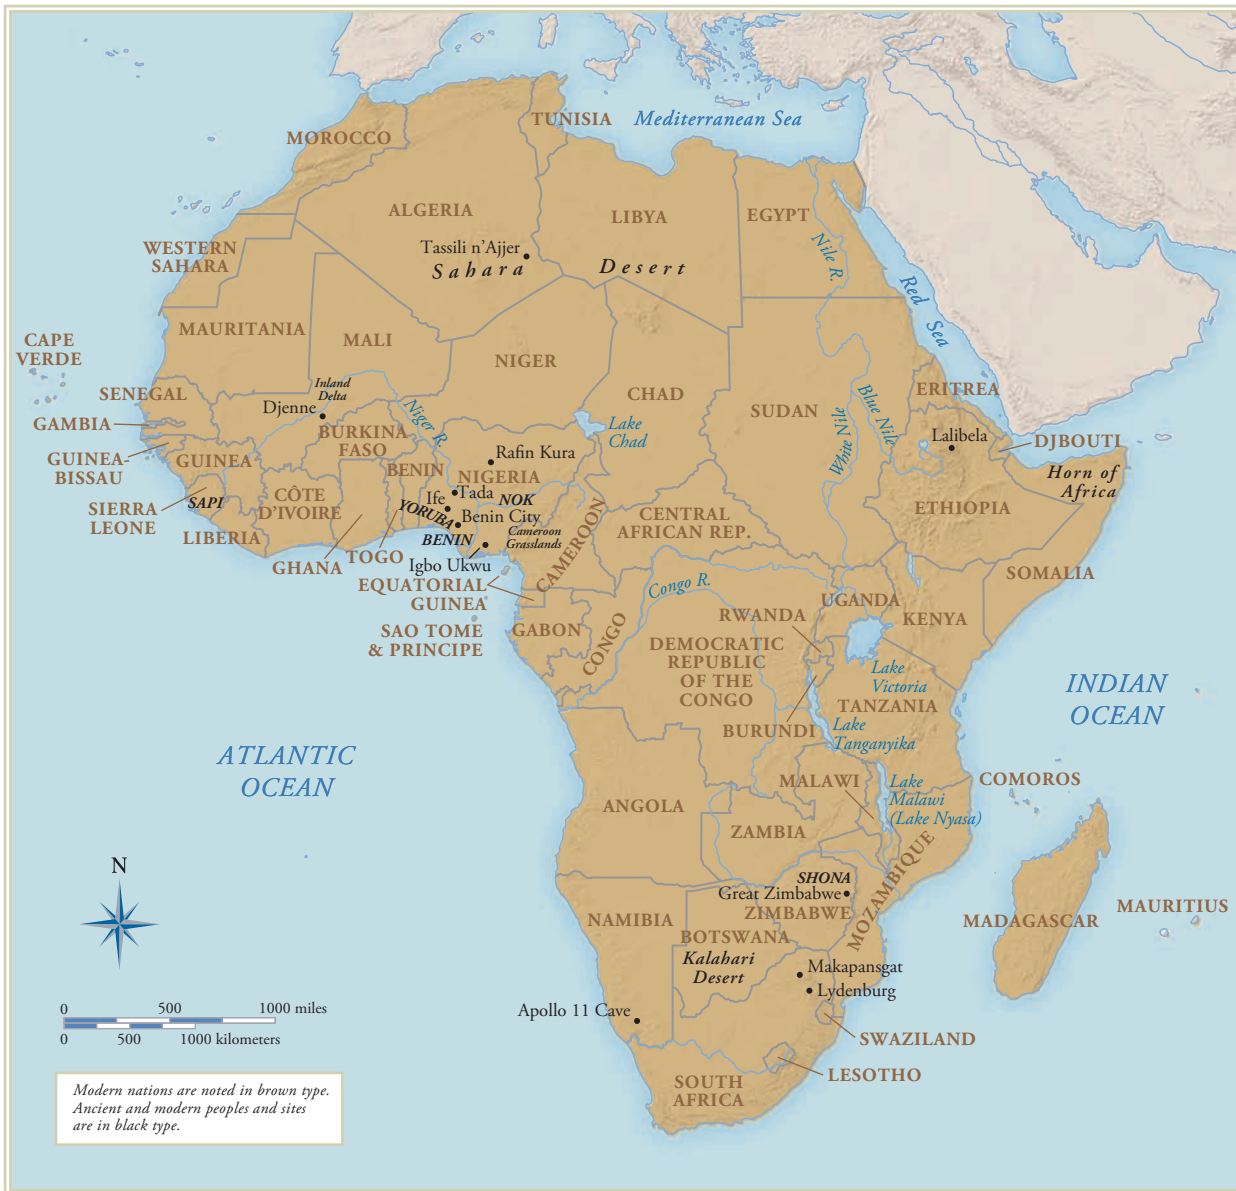 TUNISIA
Mediterranean Sea
MOROCCO
ALGERIA
LIBYA
EGYPT
WESTERN
SAHARA
Tassili n'Ajjer
Sahara
Desert
Nile R.
Red Sea
MAURITANIA
MALI
NIGER
CHAD
SUDAN
CAPE
VERDE
SENEGAL
GAMBIA
GUINEA-
BISSAU
GUINEA
SIERRA
LEONE
SAPI
LIBERIA
Inland
Delta
Djenne
Niger R.
BURKINA
FASO
BENIN
CÔTE
D'IVOIRE
GHANA
TOGO
Lake
Chad
Rafin Kura
NIGERIA
Tada
NOK
Ife
YORUBA
Benin City
BENIN
Cameroon
Grasslands
Igbo Ukwu
CAMEROON
EQUATORIAL
GUINEA
SAO TOME
& PRINCIPE
GABON
CONGO
CENTRAL
AFRICAN REP.
White Nile
Blue Nile
ERITREA
Lalibela
DJBOUTI
Horn of
Africa
ETHIOPIA
SOMALIA
Congo R.
UGANDA
RWANDA
KENYA
DEMOCRATIC
REPUBLIC
OF THE
CONGO
Lake
Victoria
TANZANIA
BURUNDI
Lake
Tanganyika
INDIAN
OCEAN
ATLANTIC
OCEAN
MALAWI
Lake
Malawi
(Lake Nyasa)
COMOROS
ANGOLA
ZAMBIA
SHONA
Great Zimbabwe
ZIMBABWE
MOZAMBIQUE
NAMIBIA
BOTSWANA
Kalahari
Desert
MADAGASCAR
MAURITIUS
Makapansgat
Lydenburg
Apollo 11 Cave
SWAZILAND
LESOTHO
SOUTH
AFRICA
N
0 500 1000 miles
0 500 1000 kilometers
Modern nations are noted in brown type.
Ancient and modern peoples and sites
are in black type.